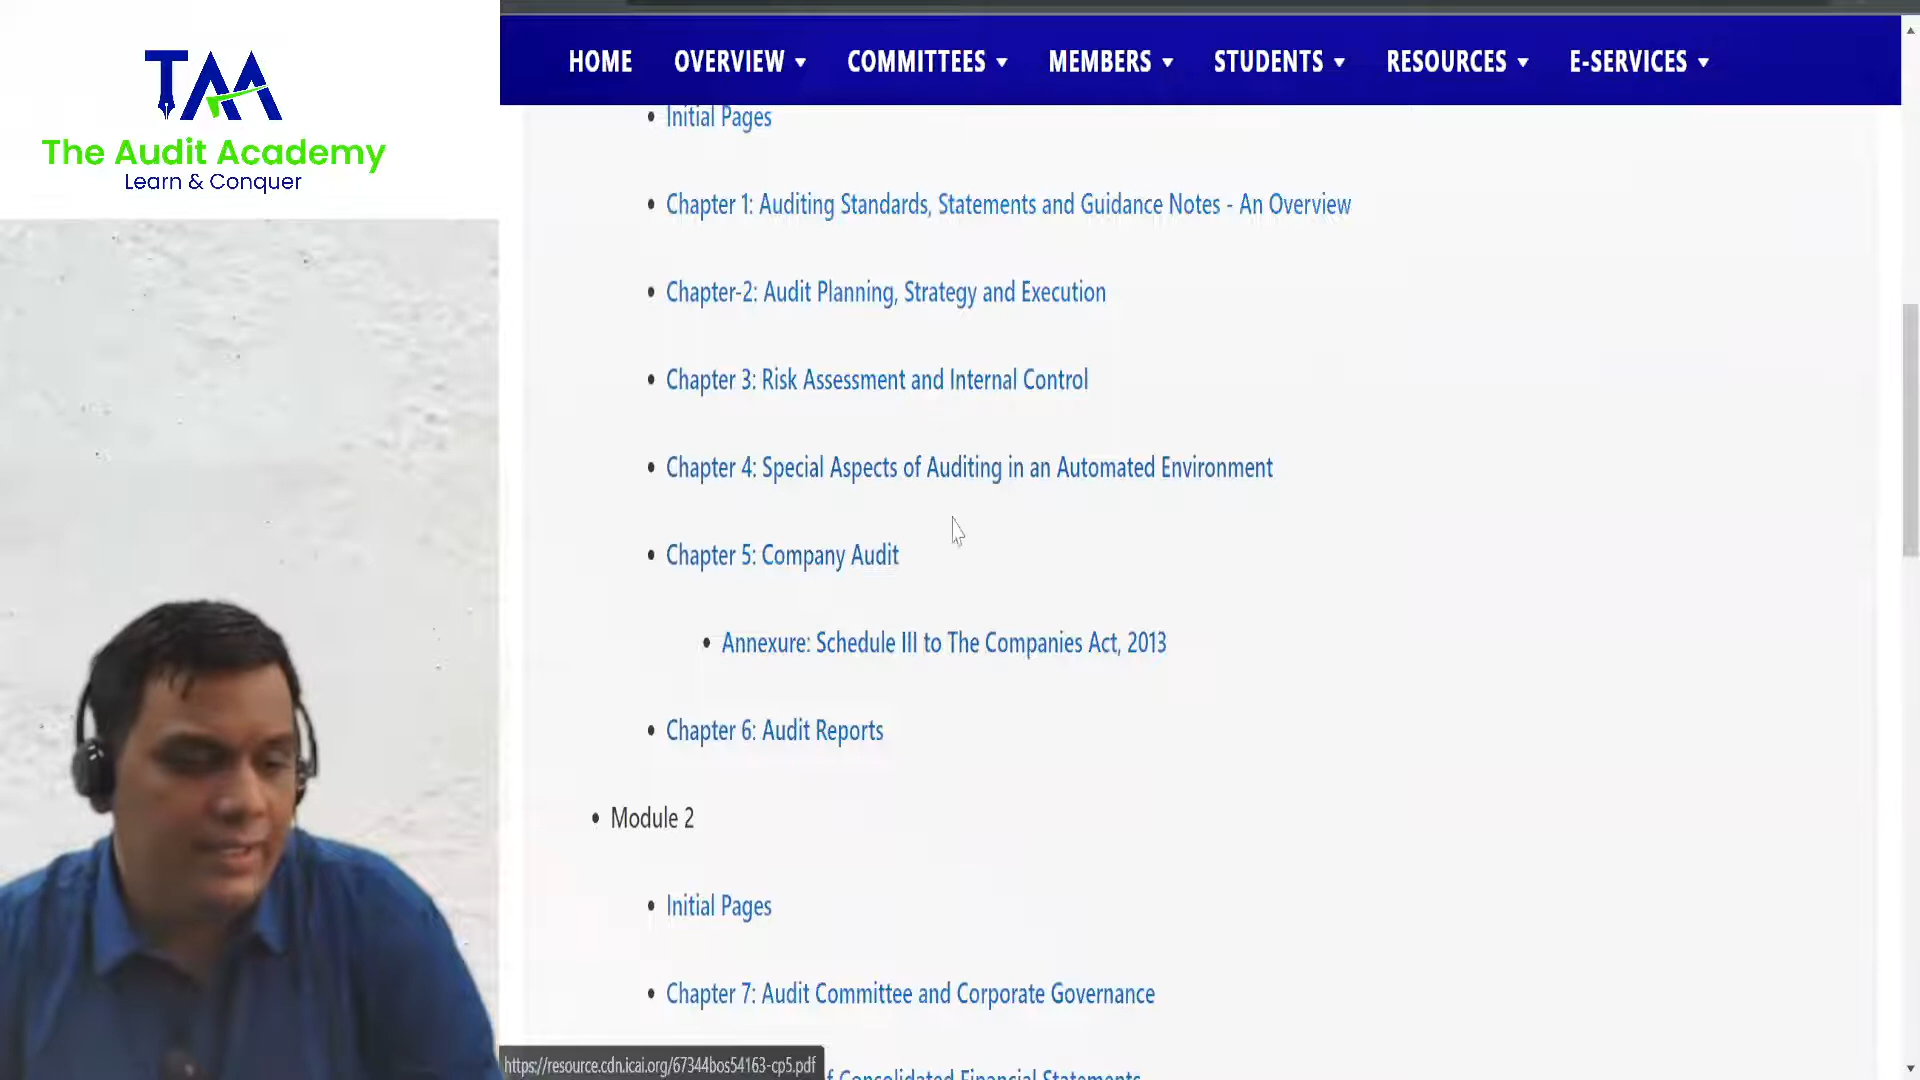 TAA
The Audit Academy
Learn & Conquer
HOME OVERVIEW COMMITTEES MEMBERS STUDENTS RESOURCES E-SERVICES
Initial Pages
Chapter 1: Auditing Standards, Statements and Guidance Notes - An Overview
Chapter-2: Audit Planning, Strategy and Execution
Chapter 3: Risk Assessment and Internal Control
Chapter 4: Special Aspects of Auditing in an Automated Environment
Chapter 5: Company Audit
Annexure: Schedule III to The Companies Act, 2013
Chapter 6: Audit Reports
Module 2
Initial Pages
Chapter 7: Audit Committee and Corporate Governance
f Consolidated Financial Statements
https://resource.cdn.icai.org/67344bos54163-cp5.pdf